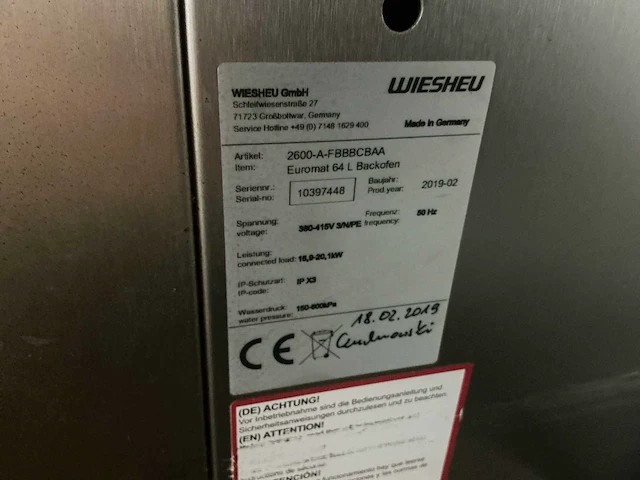 WIESHEU GmbH
Schleifwiesenstraße 27
71723 Großbottwar, Germany
Service Hotline +49 (0) 7148 1629 400
WIESHEU
Made in Germany
Artikel: 2600-A-FBBBCBAA
Item: Euromat 64 L Backofen
Seriennr.: Baujahr:
Serial-no: 10397448 Prod.year: 2019-02
Spannung: Frequenz: 50 Hz
voltage: 380-415V 3/N/PE frequency:
Leistung:
connected load: 16,9-20,1kW
IP-Schutzart: IP X3
IP-code:
Wasserdruck: 150-600kPa
water pressure:
18.02.2019
CE
(DE) ACHTUNG!
Vor Inbetriebnahme sind die Bedienungsanleitung und
Sicherheitsanweisungen durchzulesen und zu beachten.
(EN) ATTENTION!